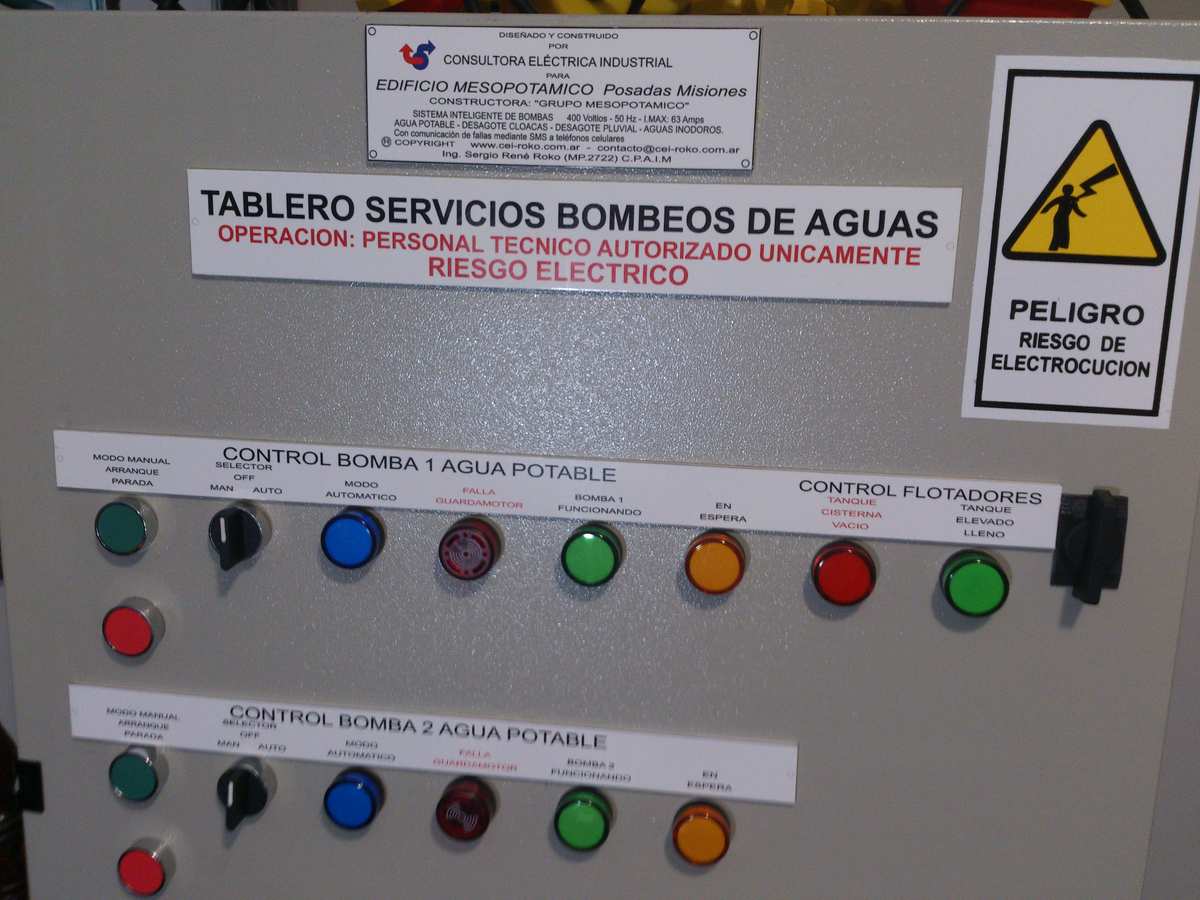 DISEÑADO Y CONSTRUIDO
POR
CONSULTORA ELÉCTRICA INDUSTRIAL
PARA
EDIFICIO MESOPOTAMICO Posadas Misiones
CONSTRUCTORA: "GRUPO MESOPOTAMICO"
SISTEMA INTELIGENTE DE BOMBAS 400 Voltios - 50 Hz - I.MAX: 63 Amps
AGUA POTABLE - DESAGOTE CLOACAS - DESAGOTE PLUVIAL - AGUAS INODOROS.
Con comunicación de fallas mediante SMS a teléfonos celulares
COPYRIGHT www.cei-roko.com.ar - contacto@cei-roko.com.ar
Ing. Sergio René Roko (MP.2722) C.P.A.I.M
TABLERO SERVICIOS BOMBEOS DE AGUAS
OPERACION: PERSONAL TECNICO AUTORIZADO UNICAMENTE
RIESGO ELECTRICO
PELIGRO
RIESGO DE
ELECTROCUCION
CONTROL BOMBA 1 AGUA POTABLE
MODO MANUAL
ARRANQUE
PARADA
SELECTOR
OFF
MAN AUTO
MODO
AUTOMATICO
FALLA
GUARDAMOTOR
BOMBA 1
FUNCIONANDO
EN
ESPERA
CONTROL FLOTADORES
TANQUE
CISTERNA
VACIO
TANQUE
ELEVADO
LLENO
CONTROL BOMBA 2 AGUA POTABLE
MODO MANUAL
ARRANQUE
PARADA
SELECTOR
OFF
MAN AUTO
MODO
AUTOMATICO
FALLA
GUARDAMOTOR
BOMBA 2
FUNCIONANDO
EN
ESPERA